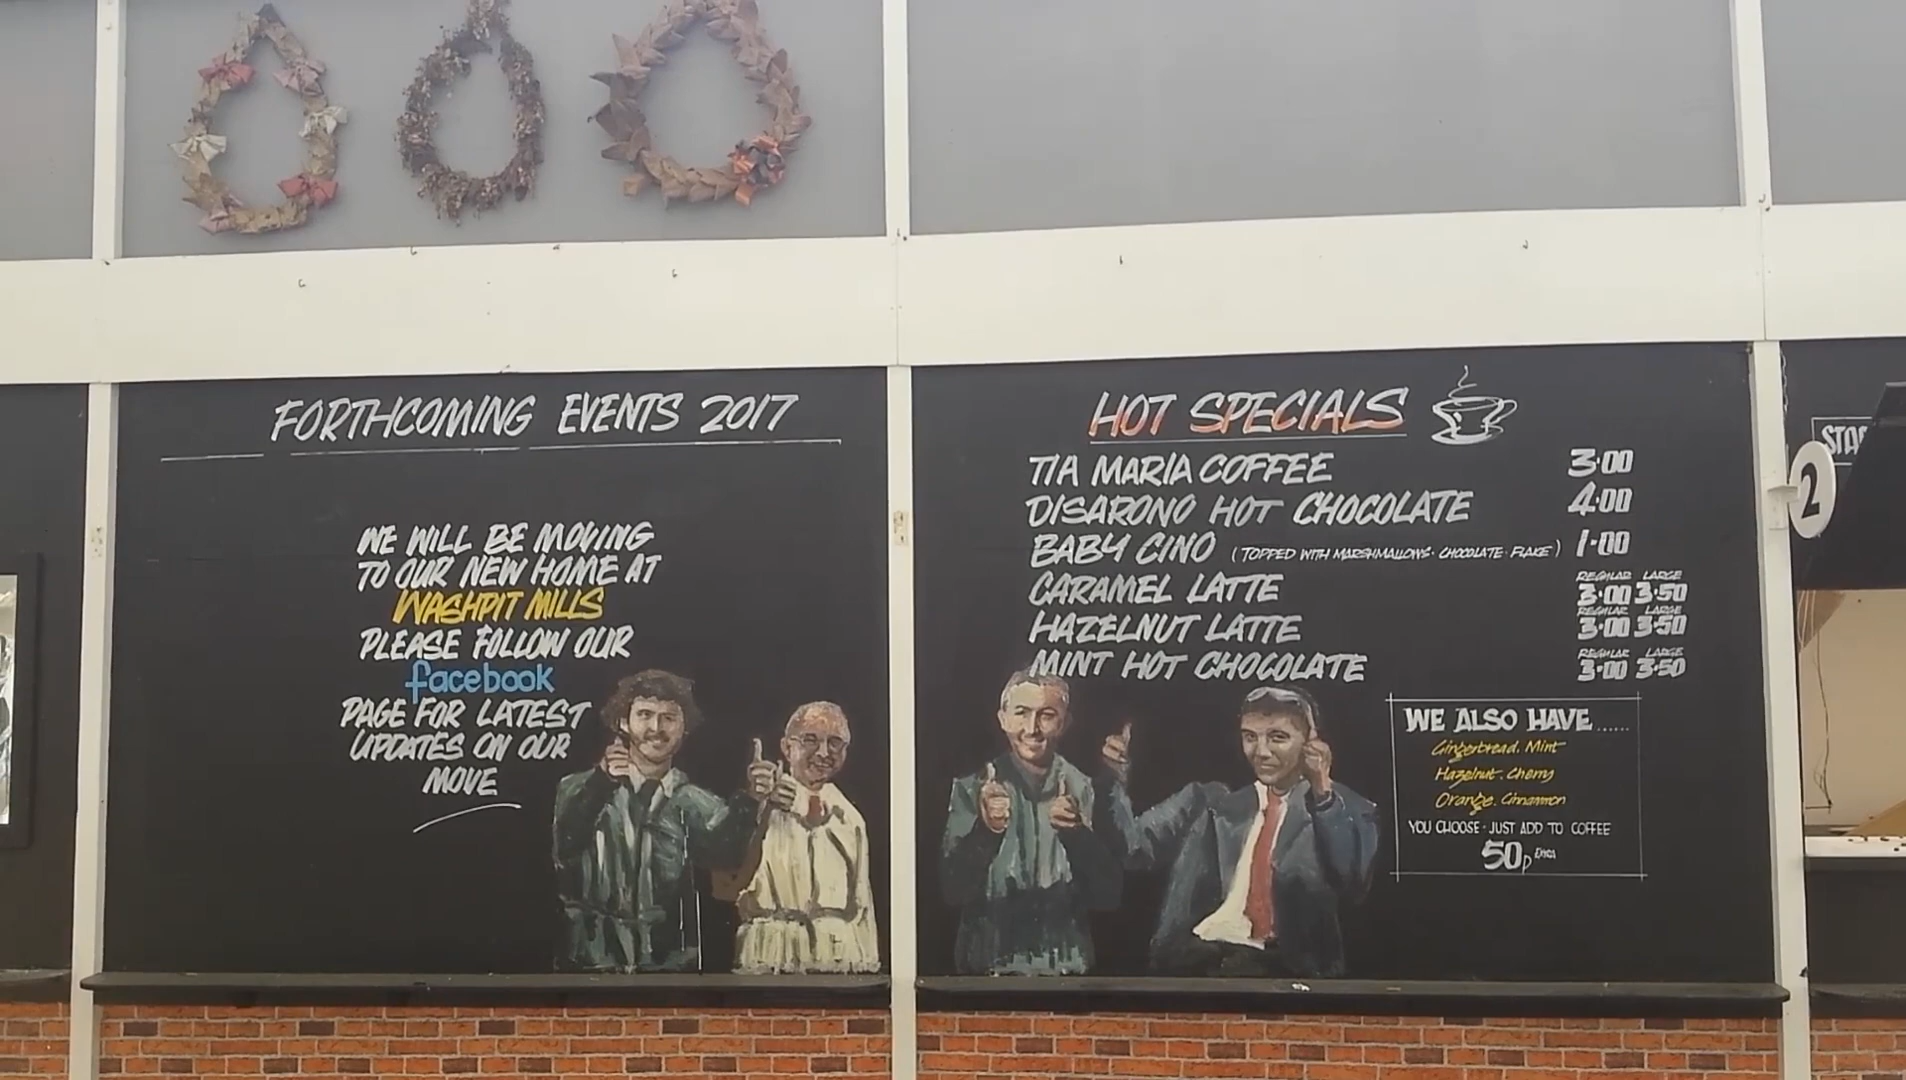 FORTHCOMING EVENTS 2017
WE WILL BE MOVING
TO OUR NEW HOME AT
WASHPIT MILLS
PLEASE FOLLOW OUR
facebook
PAGE FOR LATEST
UPDATES ON OUR
MOVE
HOT SPECIALS
TIA MARIA COFFEE 3.00
DISARONO HOT CHOCOLATE 4.00
BABY CINO (TOPPED WITH MARSHMALLOWS · CHOCOLATE · FLAKE) 1.00
REGULAR LARGE
CARAMEL LATTE 3.00 3.50
REGULAR LARGE
HAZELNUT LATTE 3.00 3.50
REGULAR LARGE
MINT HOT CHOCOLATE 3.00 3.50
WE ALSO HAVE......
Gingerbread. Mint
Hazelnut. Cherry
Orange. Cinnamon
YOU CHOOSE · JUST ADD TO COFFEE
50p EXTRA
2